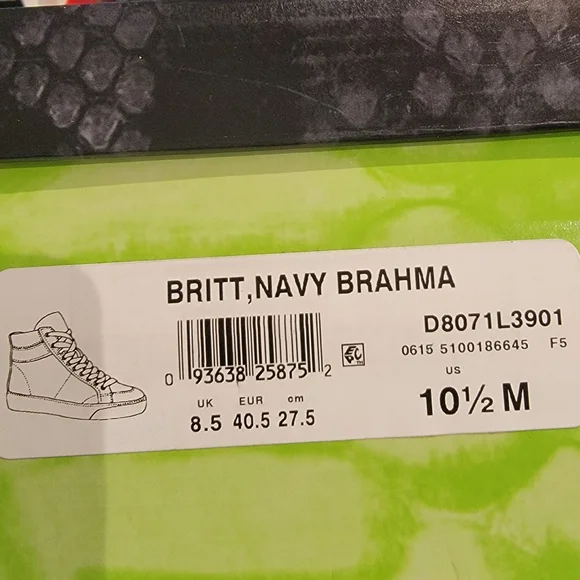 BRITT,NAVY BRAHMA
D8071L3901
0 93638 25875 2
0615 5100186645 F5
UK EUR cm
8.5 40.5 27.5
US
10½ M